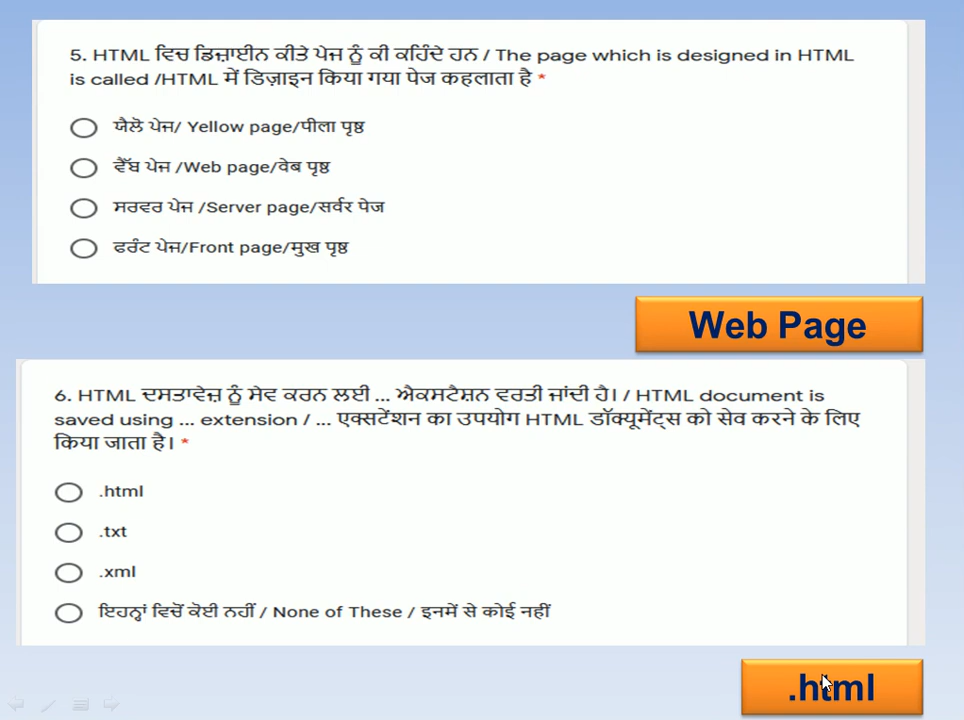 5. HTML ਵਿਚ ਡਿਜ਼ਾਈਨ ਕੀਤੇ ਪੇਜ ਨੂੰ ਕੀ ਕਹਿੰਦੇ ਹਨ / The page which is designed in HTML
is called /HTML में डिज़ाइन किया गया पेज कहलाता है *
ਯੈਲੋ ਪੇਜ/ Yellow page/पीला पृष्ठ
ਵੈੱਬ ਪੇਜ /Web page/वेब पृष्ठ
ਸਰਵਰ ਪੇਜ /Server page/सर्वर पेज
ਫਰੰਟ ਪੇਜ/Front page/मुख पृष्ठ
Web Page
6. HTML ਦਸਤਾਵੇਜ਼ ਨੂੰ ਸੇਵ ਕਰਨ ਲਈ ... ਐਕਸਟੈਸ਼ਨ ਵਰਤੀ ਜਾਂਦੀ ਹੈ। / HTML document is
saved using ... extension / ... एक्सटेंशन का उपयोग HTML डॉक्यूमेंट्स को सेव करने के लिए
किया जाता है। *
.html
.txt
.xml
ਇਹਨ੍ਹਾਂ ਵਿਚੋਂ ਕੋਈ ਨਹੀਂ / None of These / इनमें से कोई नहीं
.html